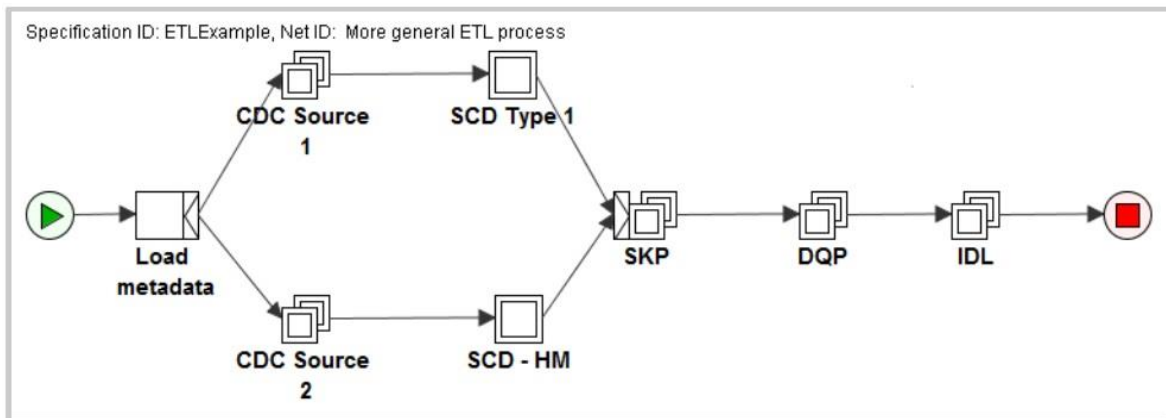 Specification ID: ETLExample, Net ID:  More general ETL process
CDC Source
1
SCD Type 1
Load
metadata
SKP
DQP
IDL
CDC Source
2
SCD - HM